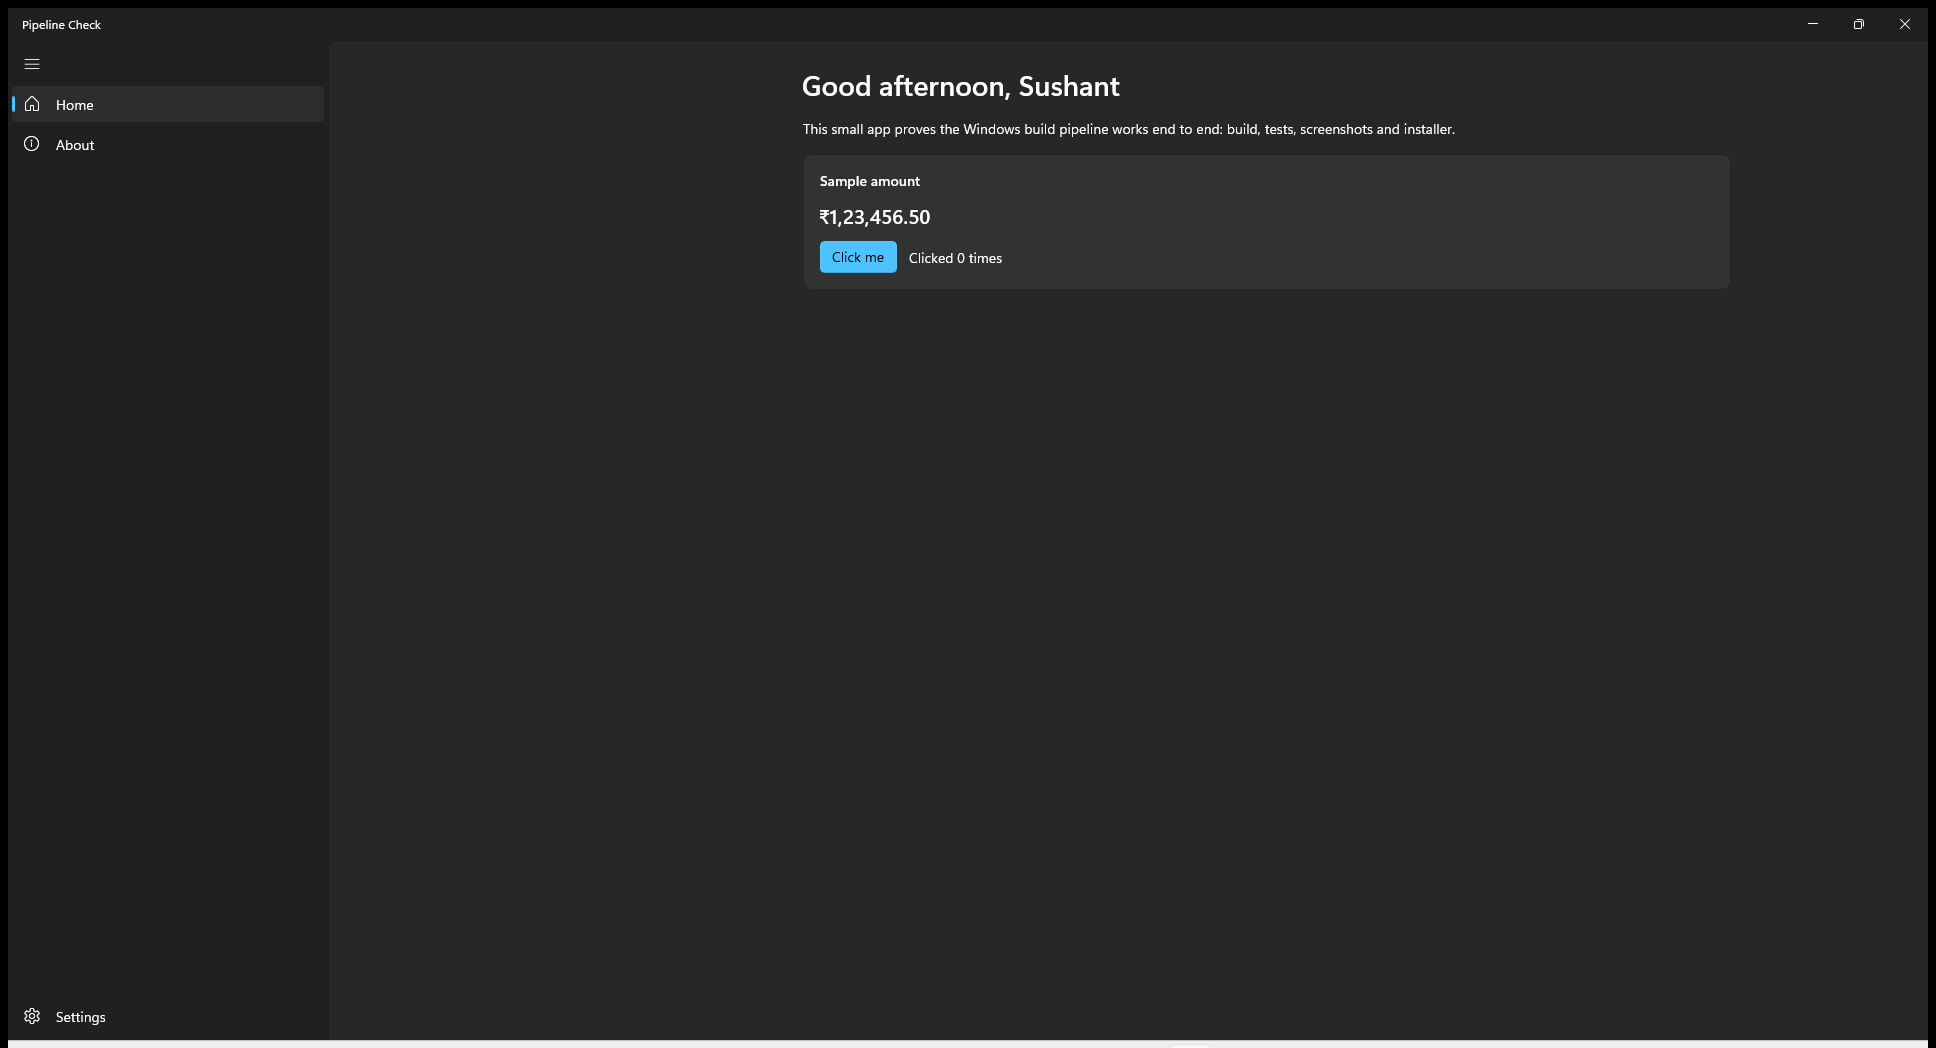 Pipeline Check
Home
About
Good afternoon, Sushant
This small app proves the Windows build pipeline works end to end: build, tests, screenshots and installer.
Sample amount
₹1,23,456.50
Click me
Clicked 0 times
Settings